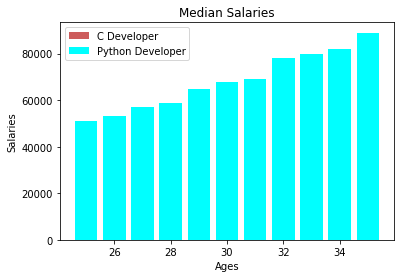 Median Salaries
C Developer
Python Developer
80000
60000
40000
20000
0
Salaries
26 28 30 32 34
Ages